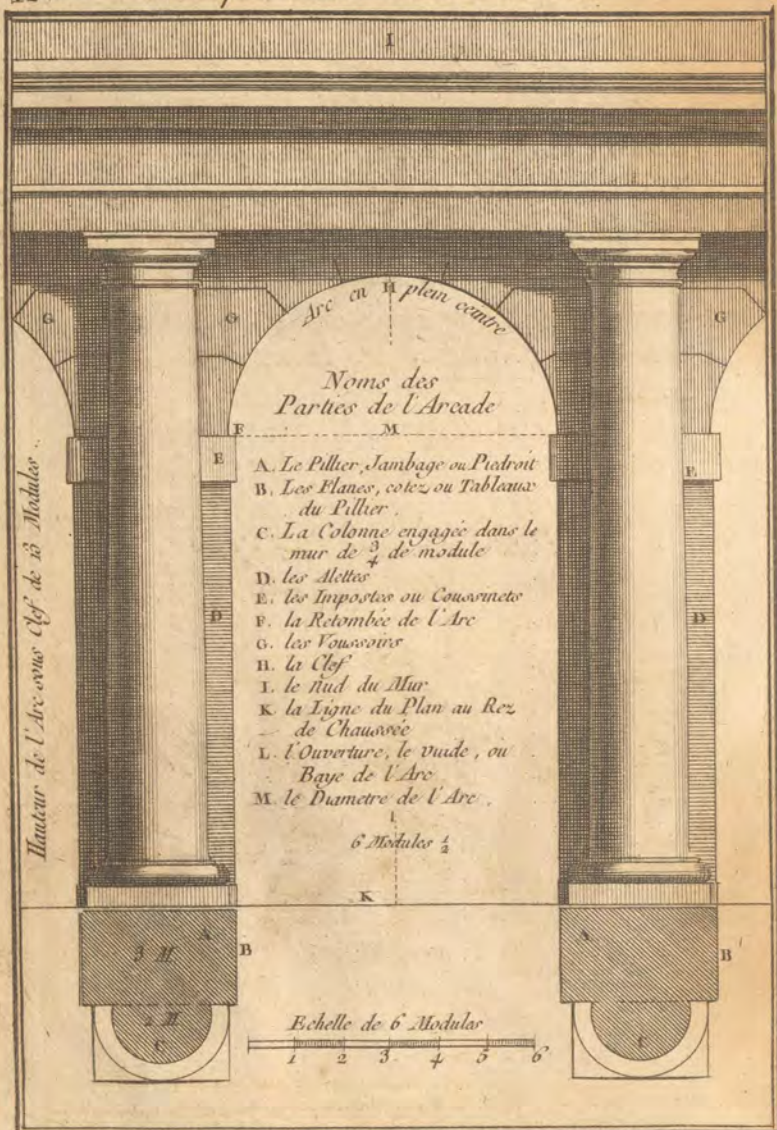 I
Arc en H plein ceintre
G
G
G
Noms des
Parties de l'Arcade
F M
E
E
A. Le Pillier, Jambage ou Piedroit
B. Les Flancs, cotez ou Tableaux
du Pillier.
C. La Colonne engagée dans le
mur de 3/4 de module
D. les Alettes
E. les Impostes ou Coussinets
F. la Retombée de l'Arc
G. les Voussoirs
H. la Clef
I. le Nud du Mur
K. la Ligne du Plan au Rez
de Chaussée
L. l'Ouverture, le vuide, ou
Baye de l'Arc
M. le Diametre de l'Arc.
D
D
Hauteur de l'Arc sous Clef de 13 Modules.
6 Modules 1/2
K
3 M A B
A B
2 M
C
C
Echelle de 6 Modules
1 2 3 4 5 6